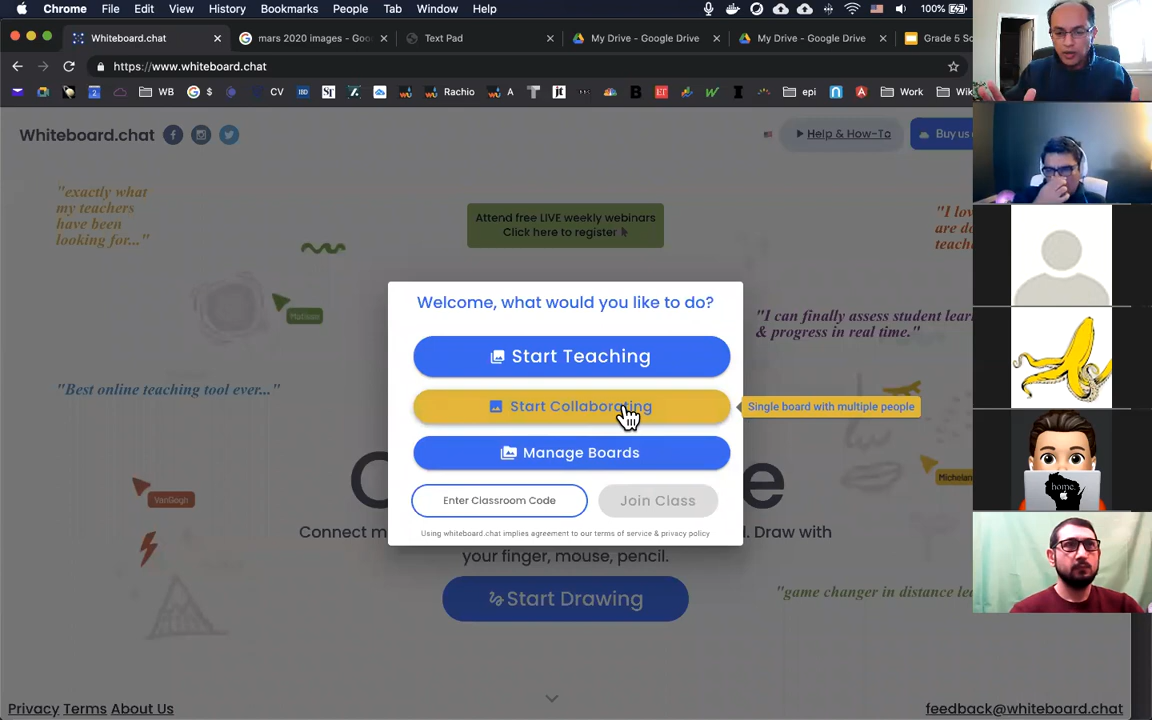 Chrome File Edit View History Bookmarks People Tab Window Help 100%
Whiteboard.chat mars 2020 images - Goo Text Pad My Drive - Google Drive My Drive - Google Drive Grade 5 Sc
https://www.whiteboard.chat
WB $ CV Rachio A epi Work Wik
Whiteboard.chat
Help & How-To
Buy us
"exactly what
my teachers
have been
looking for..."
Attend free LIVE weekly webinars
Click here to register
"I lov
are do
teach
Matisse
Welcome, what would you like to do?
"I can finally assess student lear
& progress in real time."
Start Teaching
"Best online teaching tool ever..."
Start Collaborating
Single board with multiple people
Manage Boards
VanGogh
Michelan
Enter Classroom Code Join Class
Using whiteboard.chat implies agreement to our terms of service & privacy policy
home.
Connect m d. Draw with
your finger, mouse, pencil.
Start Drawing
"game changer in distance le
Privacy Terms About Us
feedback@whiteboard.chat